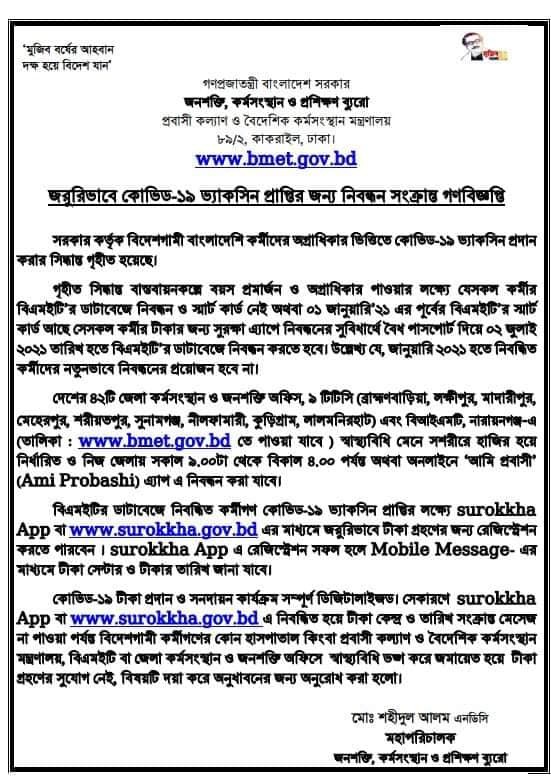 ‘মুজিব বর্ষের আহবান
দক্ষ হয়ে বিদেশ যান’
গণপ্রজাতন্ত্রী বাংলাদেশ সরকার
জনশক্তি, কর্মসংস্থান ও প্রশিক্ষণ ব্যুরো
প্রবাসী কল্যাণ ও বৈদেশিক কর্মসংস্থান মন্ত্রণালয়
৮৯/২, কাকরাইল, ঢাকা।
www.bmet.gov.bd
জরুরিভাবে কোভিড-১৯ ভ্যাকসিন প্রাপ্তির জন্য নিবন্ধন সংক্রান্ত গণবিজ্ঞপ্তি
সরকার কর্তৃক বিদেশগামী বাংলাদেশি কর্মীদের অগ্রাধিকার ভিত্তিতে কোভিড-১৯ ভ্যাকসিন প্রদান
করার সিদ্ধান্ত গৃহীত হয়েছে।
গৃহীত সিদ্ধান্ত বাস্তবায়নকল্পে বয়স প্রমার্জন ও অগ্রাধিকার পাওয়ার লক্ষ্যে যেসকল কর্মীর
বিএমইটি’র ডাটাবেজে নিবন্ধন ও স্মার্ট কার্ড নেই অথবা ০১ জানুয়ারি’২১ এর পূর্বের বিএমইটি’র স্মার্ট
কার্ড আছে সেসকল কর্মীর টীকার জন্য সুরক্ষা এ্যাপে নিবন্ধনের সুবিধার্থে বৈধ পাসপোর্ট দিয়ে ০২ জুলাই
২০২১ তারিখ হতে বিএমইটি’র ডাটাবেজে নিবন্ধন করতে হবে। উল্লেখ্য যে, জানুয়ারি ২০২১ হতে নিবন্ধিত
কর্মীদের নতুনভাবে নিবন্ধনের প্রয়োজন হবে না।
দেশের ৪২টি জেলা কর্মসংস্থান ও জনশক্তি অফিস, ৯ টিটিসি (ব্রাহ্মণবাড়িয়া, লক্ষীপুর, মাদারীপুর,
মেহেরপুর, শরীয়তপুর, সুনামগঞ্জ, নীলফামারী, কুড়িগ্রাম, লালমনিরহাট) এবং বিআইএমটি, নারায়নগঞ্জ-এ
(তালিকা : www.bmet.gov.bd তে পাওয়া যাবে ) স্বাস্থ্যবিধি মেনে সশরীরে হাজির হয়ে
নির্ধারিত ও নিজ জেলায় সকাল ৯.০০টা থেকে বিকাল ৪.০০ পর্যন্ত অথবা অনলাইনে ‘আমি প্রবাসী’
(Ami Probashi) এ্যাপ এ নিবন্ধন করা যাবে।
বিএমইটির ডাটাবেজে নিবন্ধিত কর্মীগণ কোভিড-১৯ ভ্যাকসিন প্রাপ্তির লক্ষ্যে surokkha
App বা www.surokkha.gov.bd এর মাধ্যমে জরুরিভাবে টীকা গ্রহণের জন্য রেজিস্ট্রেশন
করতে পারবেন । surokkha App এ রেজিস্ট্রেশন সফল হলে Mobile Message- এর
মাধ্যমে টীকা সেন্টার ও টীকার তারিখ জানা যাবে।
কোভিড-১৯ টীকা প্রদান ও সনদায়ন কার্যক্রম সম্পূর্ণ ডিজিটালাইজড। সেকারণে surokkha
App বা www.surokkha.gov.bd এ নিবন্ধিত হয়ে টীকা কেন্দ্র ও তারিখ সংক্রান্ত মেসেজ
না পাওয়া পর্যন্ত বিদেশগামী কর্মীগণের কোন হাসপাতাল কিংবা প্রবাসী কল্যাণ ও বৈদেশিক কর্মসংস্থান
মন্ত্রণালয়, বিএমইটি বা জেলা কর্মসংস্থান ও জনশক্তি অফিসে স্বাস্থ্যবিধি ভঙ্গ করে জমায়েত হয়ে টীকা
গ্রহণের সুযোগ নেই, বিষয়টি দয়া করে অনুধাবনের জন্য অনুরোধ করা হলো।
মোঃ শহীদুল আলম এনডিসি
মহাপরিচালক
জনশক্তি, কর্মসংস্থান ও প্রশিক্ষণ ব্যুরো